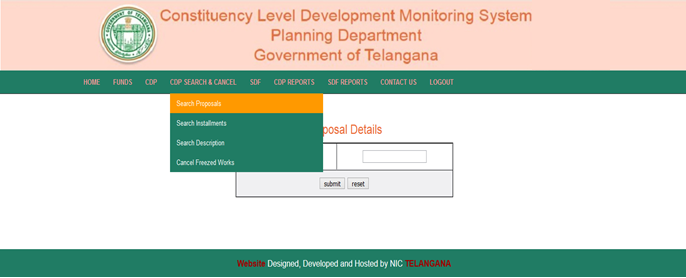 Constituency Level Development Monitoring System
Planning Department
Government of Telangana
HOME FUNDS CDP CDP SEARCH & CANCEL SDF CDP REPORTS SDF REPORTS CONTACT US LOGOUT
Search Proposals
Search Installments
Search Description
Cancel Freezed Works
posal Details
submit reset
Website Designed, Developed and Hosted by NIC TELANGANA